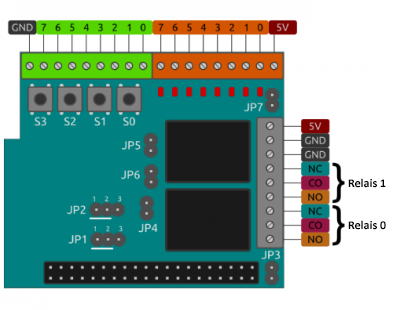 GND 7 6 5 4 3 2 1 0 7 6 5 4 3 2 1 0 5V
S3 S2 S1 S0
JP7
5V
GND
GND
NC
CO
NO
Relais 1
NC
CO
NO
Relais 0
JP5
JP6
JP2 1 2 3
JP4
JP1 1 2 3
JP3